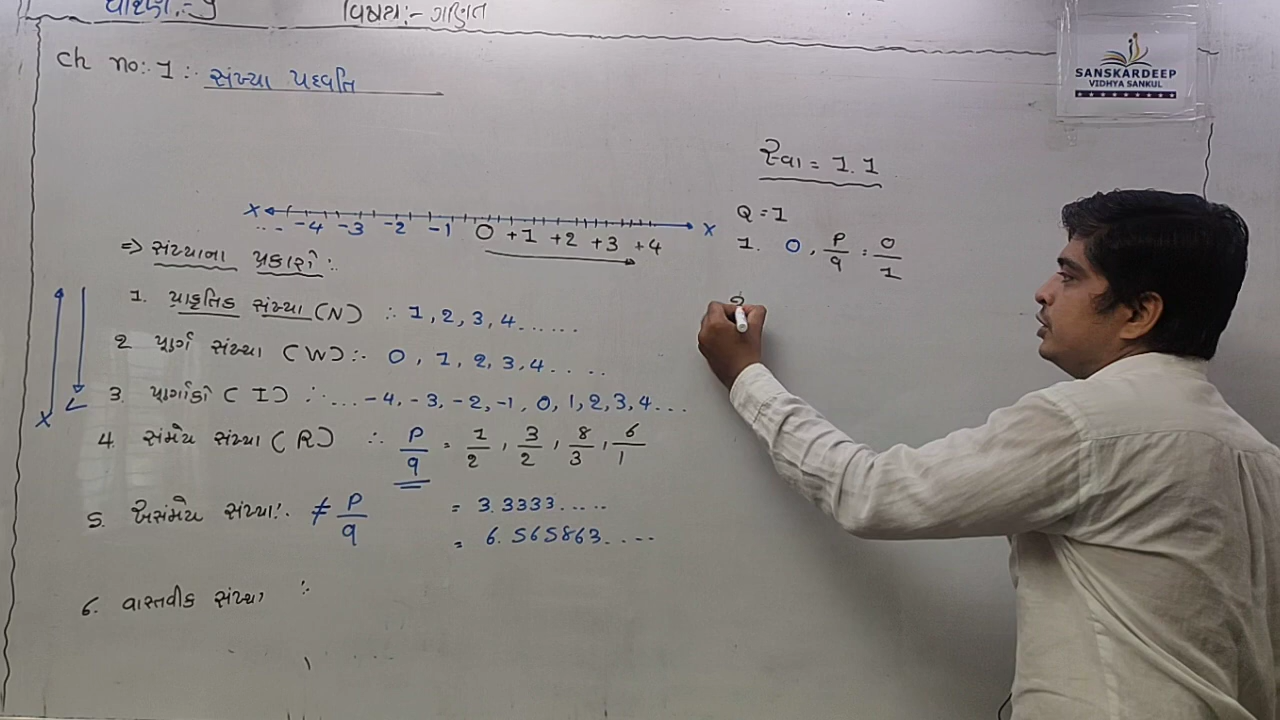 ધોરણ :- 9
વિષય :- ગણિત
Ch no:. 1 :. સંખ્યા પદ્ધતિ
SANSKARDEEP
VIDHYA SANKUL
X ... -4 -3 -2 -1 0 +1 +2 +3 +4 X
⇒ સંખ્યાના પ્રકારો :.
1. પ્રાકૃતિક સંખ્યા (N) :. 1, 2, 3, 4......
2 પૂર્ણ સંખ્યા (W) :. 0, 1, 2, 3, 4. . . .
3. પૂર્ણાંકો ( I ) :. ... -4, -3, -2, -1, 0, 1, 2, 3, 4...
4. સંમેય સંખ્યા (R) :. p/q = 1/2, 3/2, 8/3, 6/1
5. અસંમેય સંખ્યા :. ≠ p/q = 3.3333.....
= 6.565863....
6. વાસ્તવીક સંખ્યા :.
X
સ્વા = 1.1
Q = 1
1. 0, p/q = 0/1